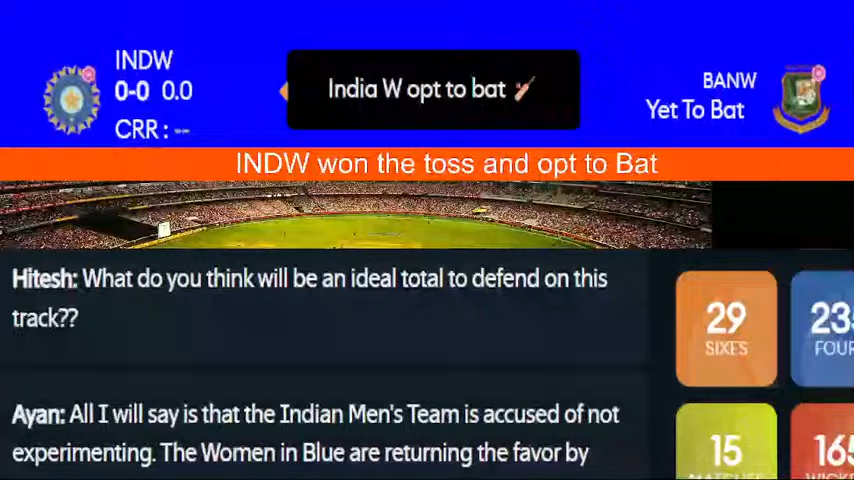 INDW
0-0 0.0
CRR : --
India W opt to bat
BANW
Yet To Bat
INDW won the toss and opt to Bat
Hitesh: What do you think will be an ideal total to defend on this
track??
Ayan: All I will say is that the Indian Men's Team is accused of not
experimenting. The Women in Blue are returning the favor by
29
SIXES
15